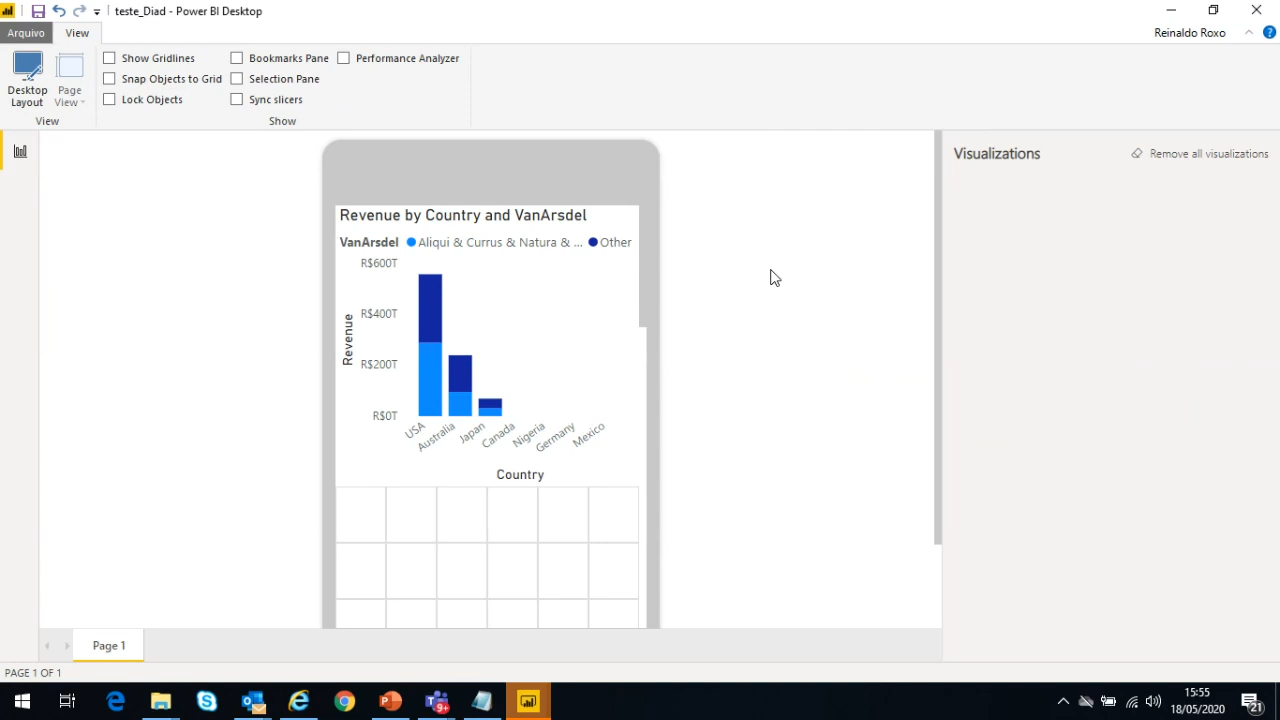 teste_Diad - Power BI Desktop
Arquivo View Reinaldo Roxo
Show Gridlines Bookmarks Pane Performance Analyzer
Snap Objects to Grid Selection Pane
Lock Objects Sync slicers
Desktop Layout
Page View
View Show
Visualizations Remove all visualizations
Revenue by Country and VanArsdel
VanArsdel Aliqui & Currus & Natura & ... Other
R$600T
R$400T
R$200T
R$0T
Revenue
USA Australia Japan Canada Nigeria Germany Mexico
Country
Page 1
PAGE 1 OF 1
9+
15:55
18/05/2020
21